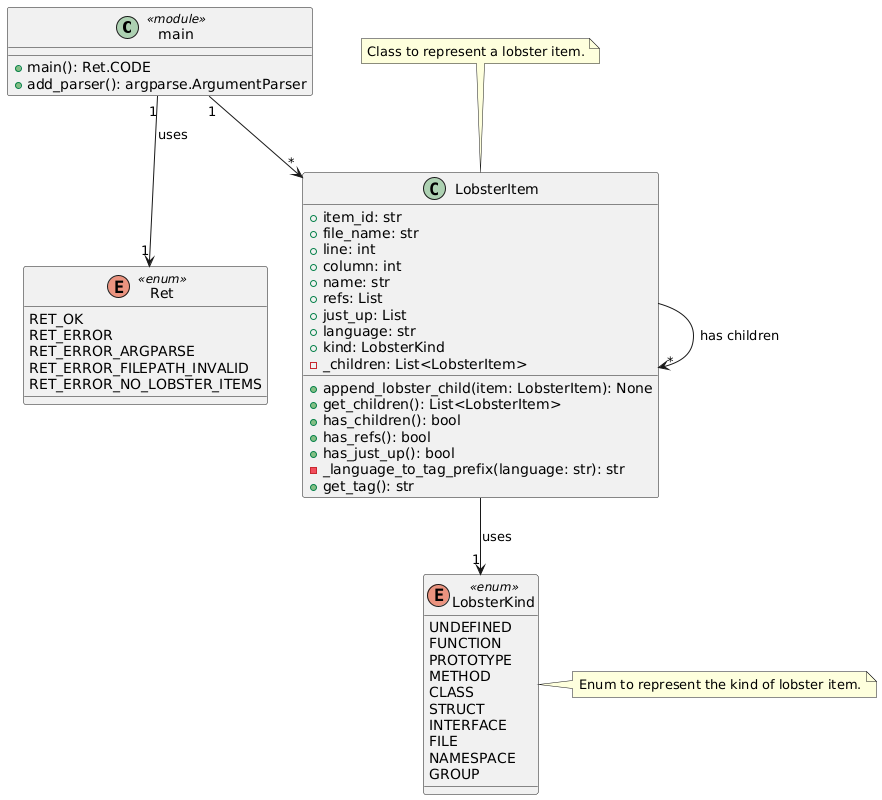 C
«module»
main
main(): Ret.CODE
add_parser(): argparse.ArgumentParser
Class to represent a lobster item.
1
uses
1
1
*
E
«enum»
Ret
RET_OK
RET_ERROR
RET_ERROR_ARGPARSE
RET_ERROR_FILEPATH_INVALID
RET_ERROR_NO_LOBSTER_ITEMS
C
LobsterItem
item_id: str
file_name: str
line: int
column: int
name: str
refs: List
just_up: List
language: str
kind: LobsterKind
_children: List<LobsterItem>
append_lobster_child(item: LobsterItem): None
get_children(): List<LobsterItem>
has_children(): bool
has_refs(): bool
has_just_up(): bool
_language_to_tag_prefix(language: str): str
get_tag(): str
has children
*
uses
1
E
«enum»
LobsterKind
UNDEFINED
FUNCTION
PROTOTYPE
METHOD
CLASS
STRUCT
INTERFACE
FILE
NAMESPACE
GROUP
Enum to represent the kind of lobster item.